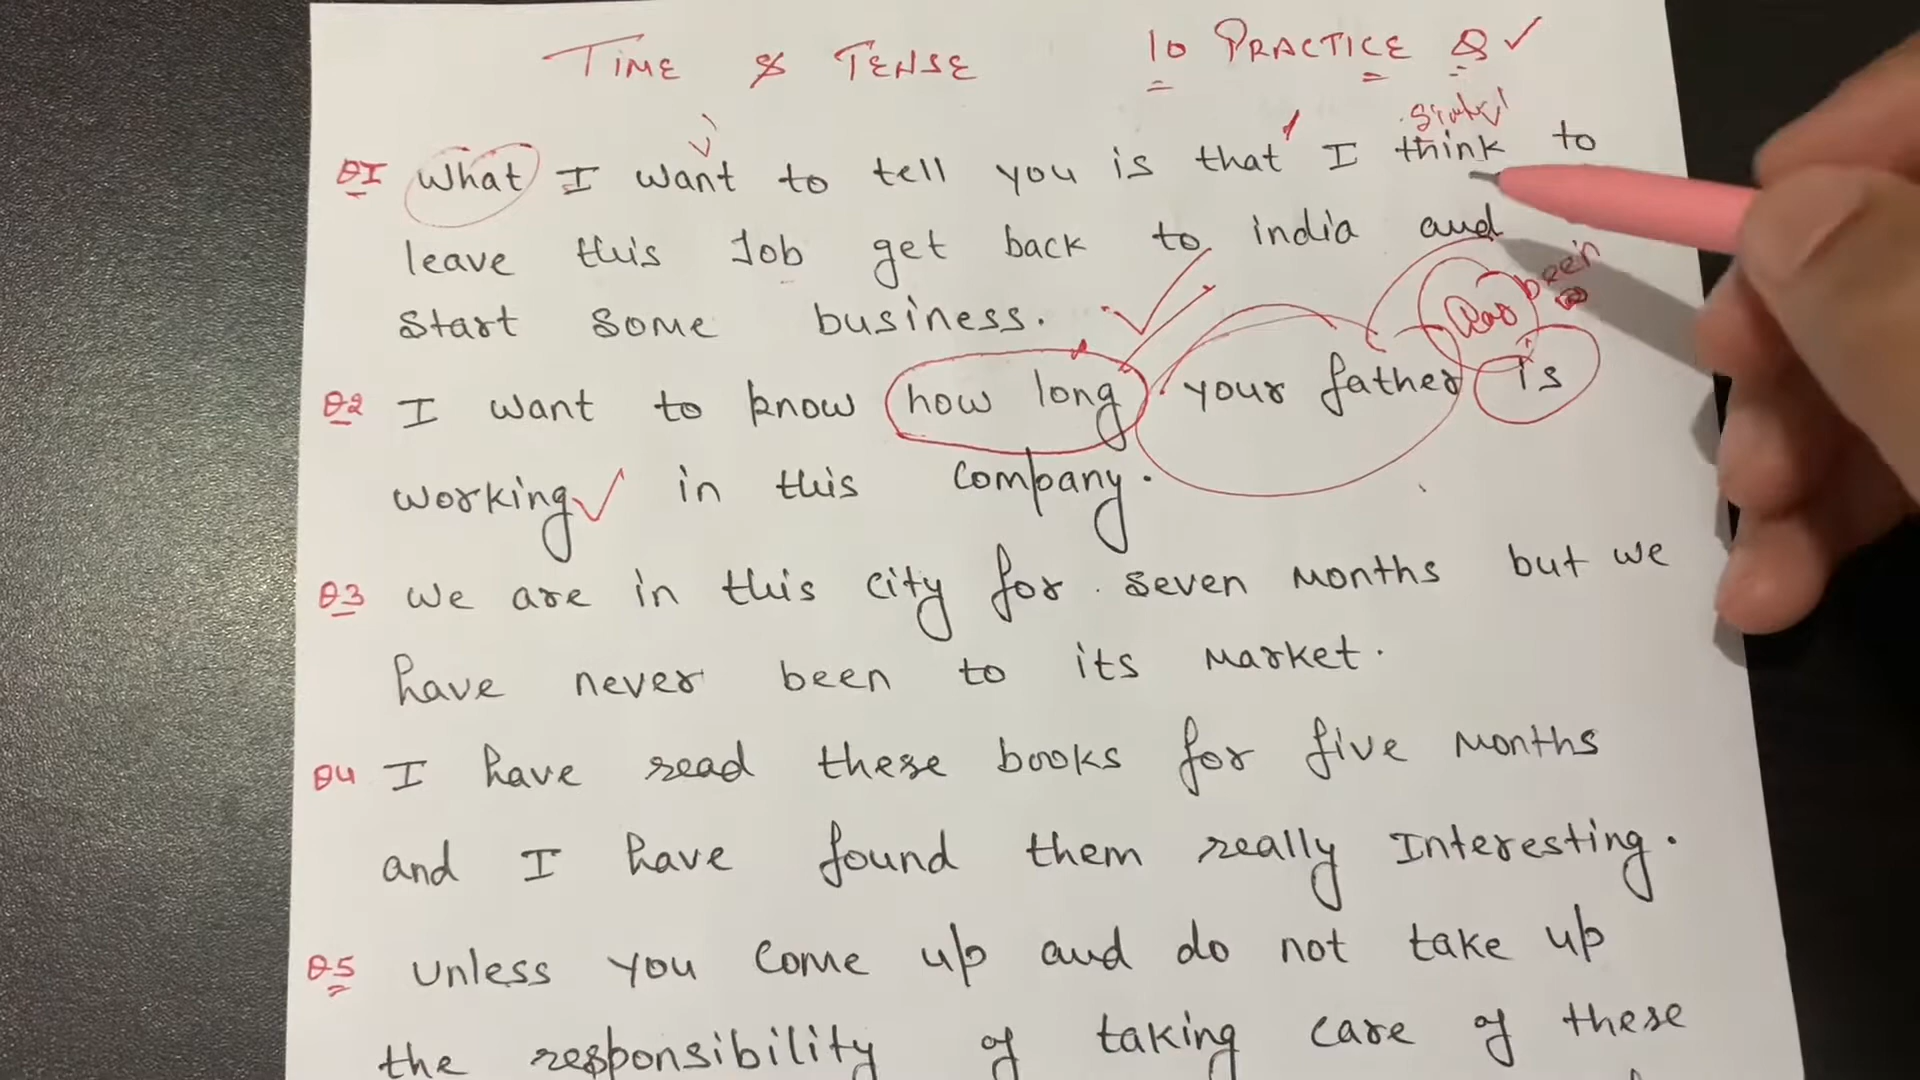 TIME & TENSE 10 PRACTICE Q
Q1 What I want to tell you is that I think to
leave this Job get back to india and
start some business.
been
has
Q2 I want to know how long your father is
working in this company.
Q3 We are in this city for seven months but we
have never been to its market.
Q4 I have read these books for five months
and I have found them really Interesting.
Q5 Unless you come up and do not take up
the responsibility of taking care of these